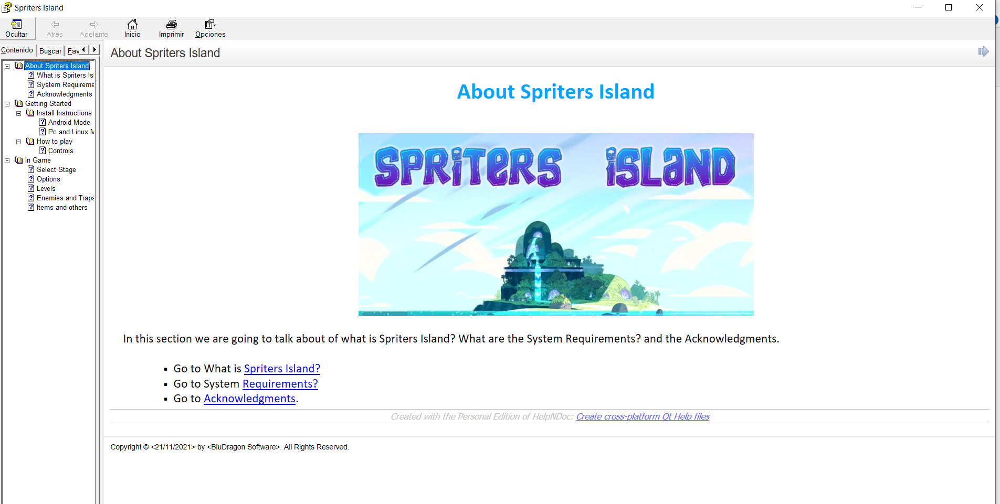 Spriters Island
Ocultar
Atrás
Adelante
Inicio
Imprimir
Opciones
Contenido
Buscar
Fav
About Spriters Island
What is Spriters Is
System Requireme
Acknowledgments
Getting Started
Install Instructions
Android Mode
Pc and Linux M
How to play
Controls
In Game
Select Stage
Options
Levels
Enemies and Traps
Items and others
About Spriters Island
About Spriters Island
SPRiTeRS iSLaND
In this section we are going to talk about of what is Spriters Island? What are the System Requirements? and the Acknowledgments.
▪ Go to What is Spriters Island?
▪ Go to System Requirements?
▪ Go to Acknowledgments.
Created with the Personal Edition of HelpNDoc: Create cross-platform Qt Help files
Copyright © <21/11/2021> by <BluDragon Software>. All Rights Reserved.